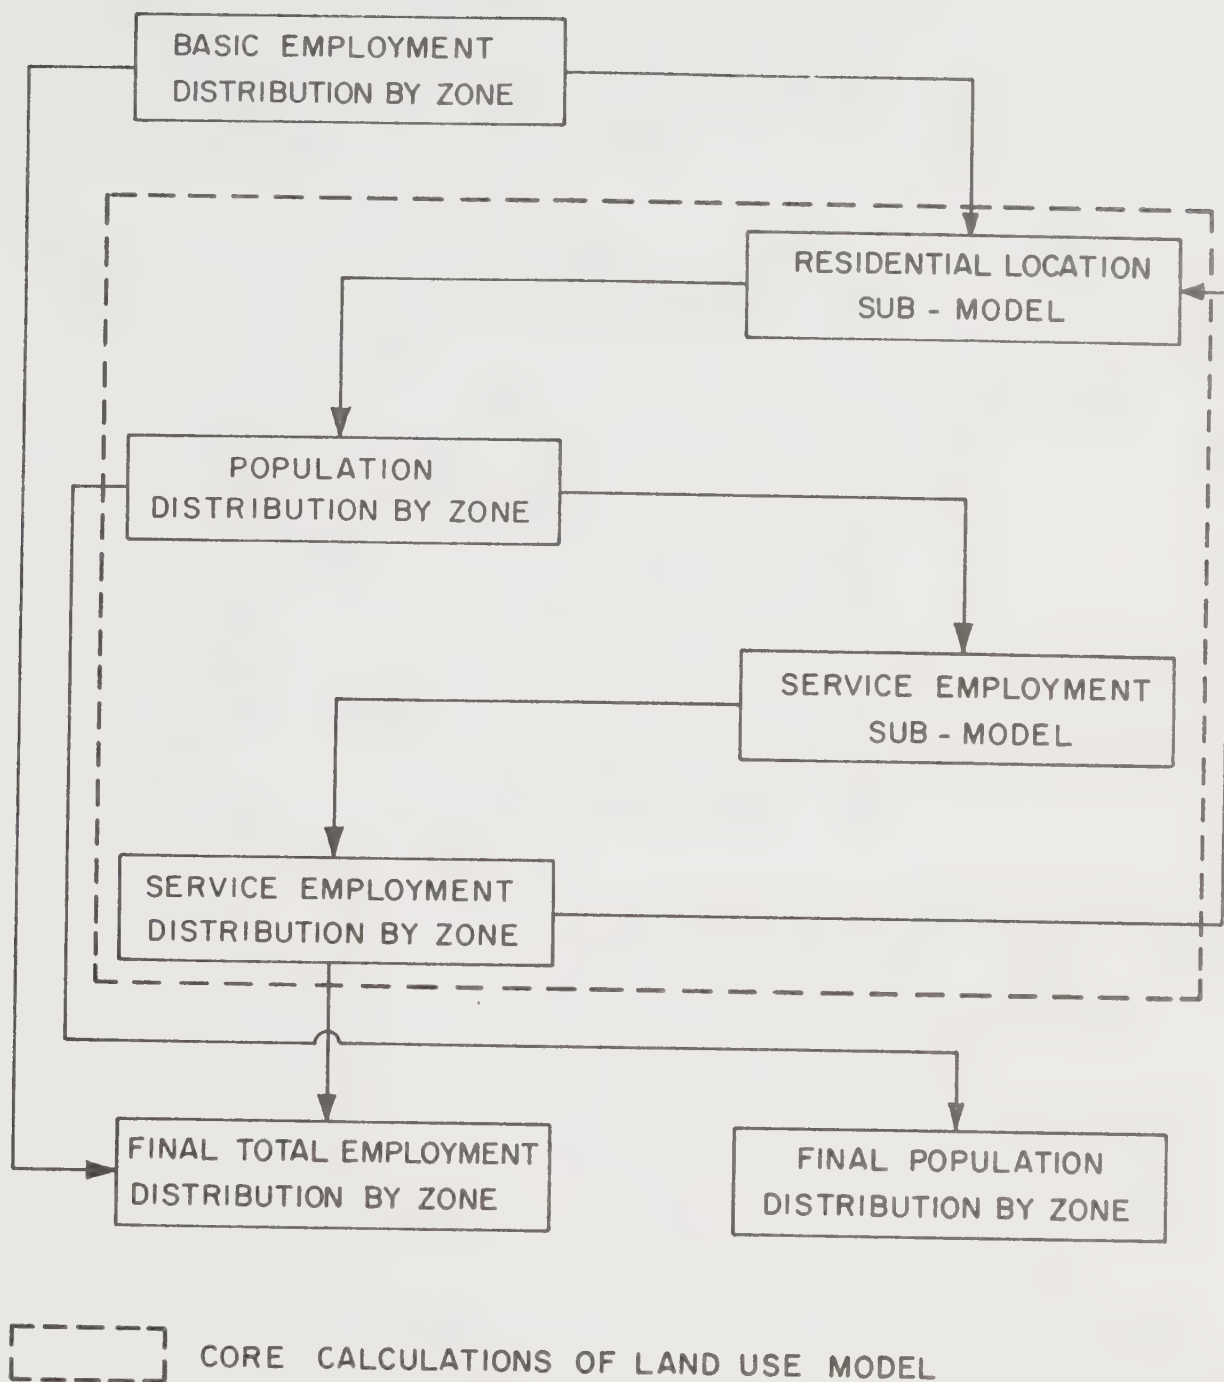 BASIC EMPLOYMENT
DISTRIBUTION BY ZONE
RESIDENTIAL LOCATION
SUB - MODEL
POPULATION
DISTRIBUTION BY ZONE
SERVICE EMPLOYMENT
SUB - MODEL
SERVICE EMPLOYMENT
DISTRIBUTION BY ZONE
FINAL TOTAL EMPLOYMENT
DISTRIBUTION BY ZONE
FINAL POPULATION
DISTRIBUTION BY ZONE
CORE CALCULATIONS OF LAND USE MODEL